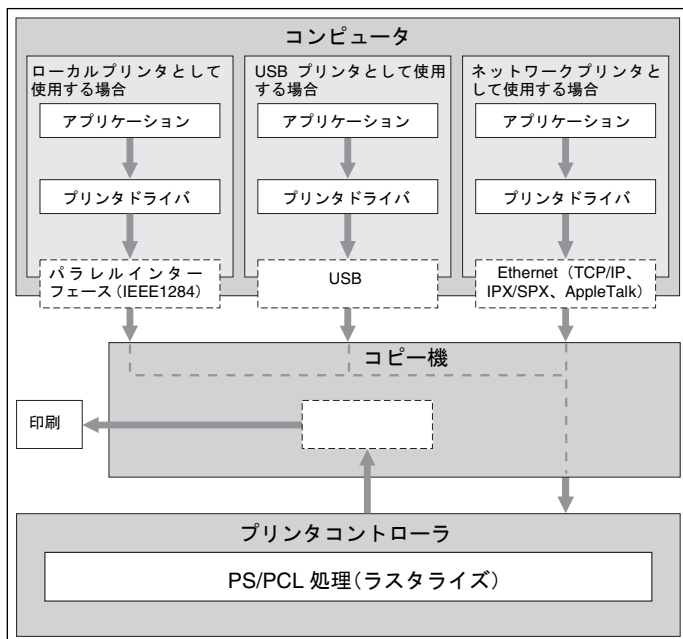 コンピュータ
ローカルプリンタとして
使用する場合
アプリケーション
プリンタドライバ
パラレルインター
フェース(IEEE1284)
USB プリンタとして使用
する場合
アプリケーション
プリンタドライバ
USB
ネットワークプリンタと
して使用する場合
アプリケーション
プリンタドライバ
Ethernet(TCP/IP、
IPX/SPX、AppleTalk)
コピー機
印刷
プリンタコントローラ
PS/PCL 処理(ラスタライズ)